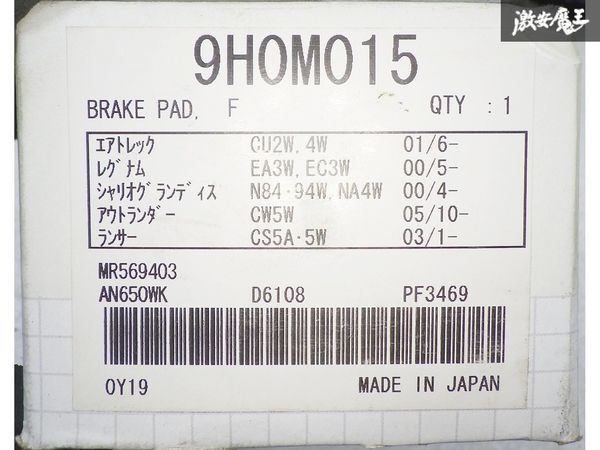 激安魔王
9H0M015
BRAKE PAD, F QTY : 1
ｴｱﾄﾚｯｸ CU2W, 4W 01/6-
ﾚｸﾞﾅﾑ EA3W, EC3W 00/5-
ｼｬﾘｵｸﾞﾗﾝﾃﾞｨｽ N84･94W, NA4W 00/4-
ｱｳﾄﾗﾝﾀﾞｰ CW5W 05/10-
ﾗﾝｻｰ CS5A･5W 03/1-
MR569403
AN650WK D6108 PF3469
0Y19 MADE IN JAPAN